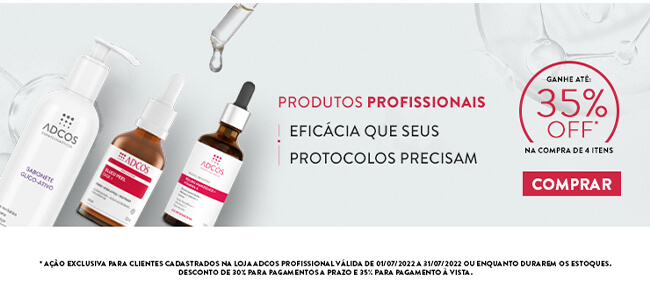 ADCOS
SABONETE
GLICO-ATIVO
ADCOS
ADCOS
PRODUTOS PROFISSIONAIS
EFICÁCIA QUE SEUS
PROTOCOLOS PRECISAM
GANHE ATÉ:
35%
OFF*
NA COMPRA DE 4 ITENS
COMPRAR
* AÇÃO EXCLUSIVA PARA CLIENTES CADASTRADOS NA LOJA ADCOS PROFISSIONAL VÁLIDA DE 01/07/2022 A 31/07/2022 OU ENQUANTO DURAREM OS ESTOQUES.
DESCONTO DE 30% PARA PAGAMENTOS A PRAZO E 35% PARA PAGAMENTO À VISTA.